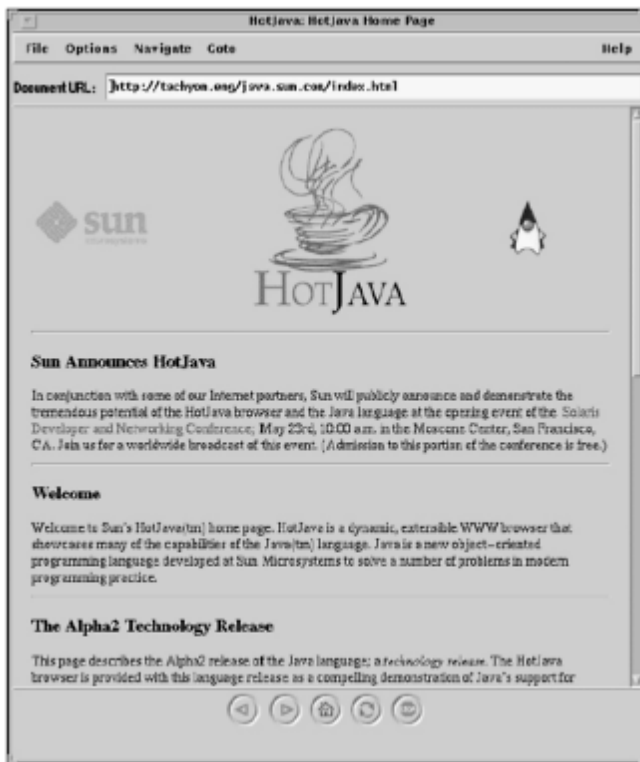 HotJava: HotJava Home Page
File Options Navigate Goto Help
Document URL: http://tachyon.eng/java.sun.com/index.html
sun
microsystems
HOTJAVA
Sun Announces HotJava
In conjunction with some of our Internet partners, Sun will publicly announce and demonstrate the
tremendous potential of the HotJava browser and the Java language at the opening event of the Solaris
Developer and Networking Conference, May 23rd, 10:00 a.m. in the Moscone Center, San Francisco,
CA. Join us for a worldwide broadcast of this event. (Admission to this portion of the conference is free.)
Welcome
Welcome to Sun's HotJava(tm) home page. HotJava is a dynamic, extensible WWW browser that
showcases many of the capabilities of the Java(tm) language. Java is a new object-oriented
programming language developed at Sun Microsystems to solve a number of problems in modern
programming practice.
The Alpha2 Technology Release
This page describes the Alpha2 release of the Java language; a technology release. The HotJava
browser is provided with this language release as a compelling demonstration of Java's support for